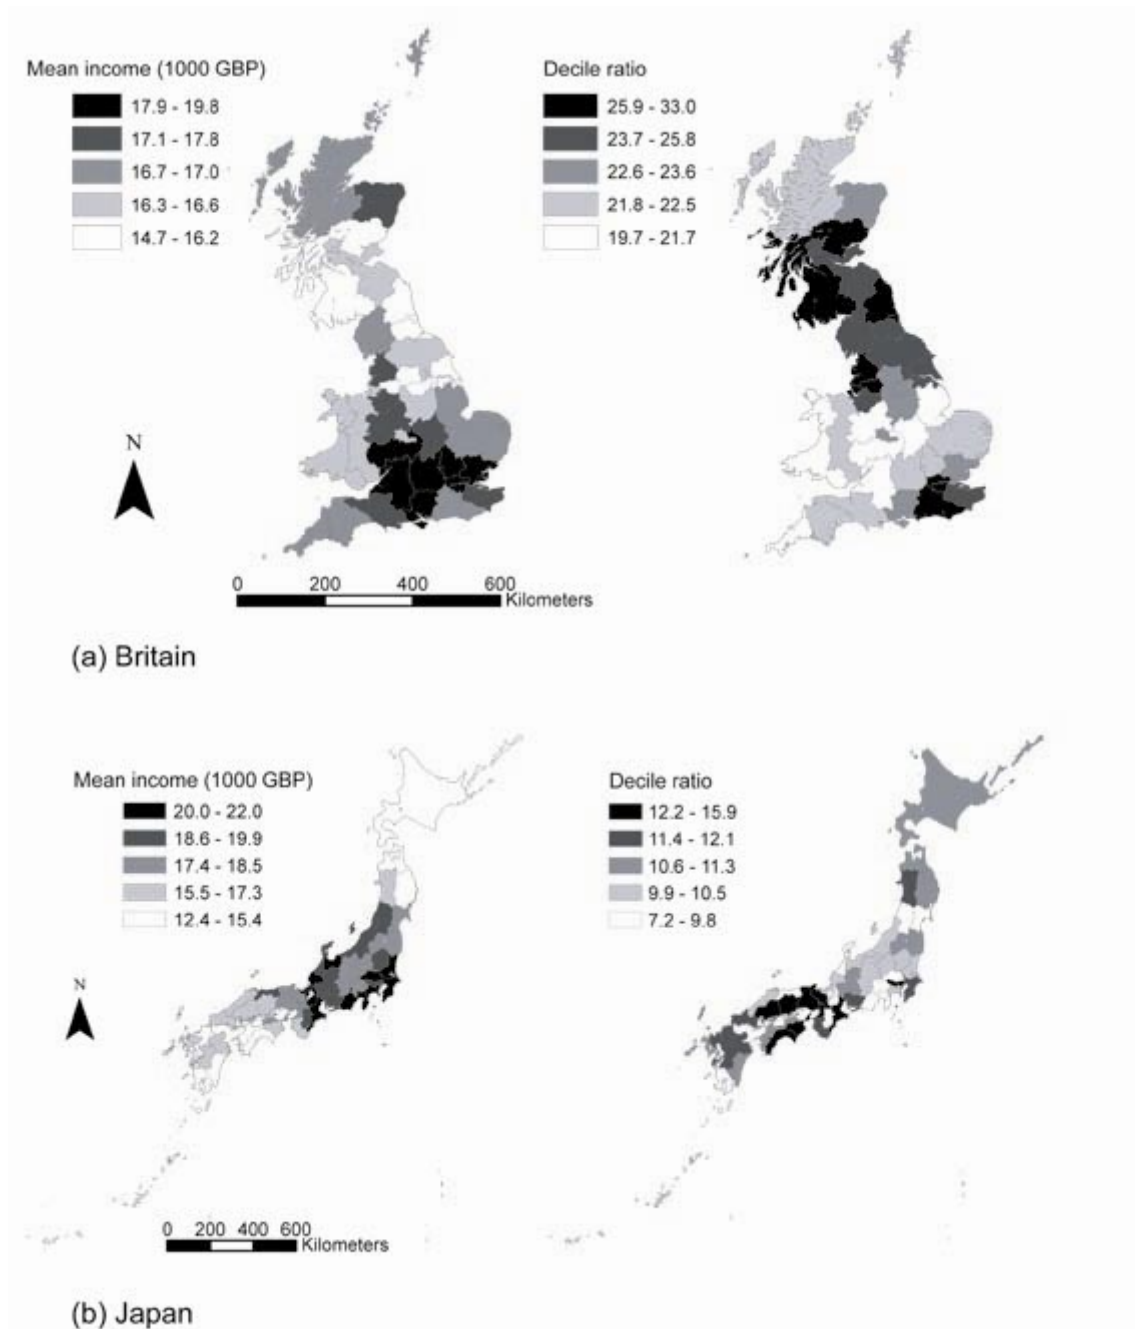 Mean income (1000 GBP)
17.9 - 19.8
17.1 - 17.8
16.7 - 17.0
16.3 - 16.6
14.7 - 16.2
Decile ratio
25.9 - 33.0
23.7 - 25.8
22.6 - 23.6
21.8 - 22.5
19.7 - 21.7
N
0 200 400 600
Kilometers
(a) Britain
Mean income (1000 GBP)
20.0 - 22.0
18.6 - 19.9
17.4 - 18.5
15.5 - 17.3
12.4 - 15.4
Decile ratio
12.2 - 15.9
11.4 - 12.1
10.6 - 11.3
9.9 - 10.5
7.2 - 9.8
N
0 200 400 600
Kilometers
(b) Japan